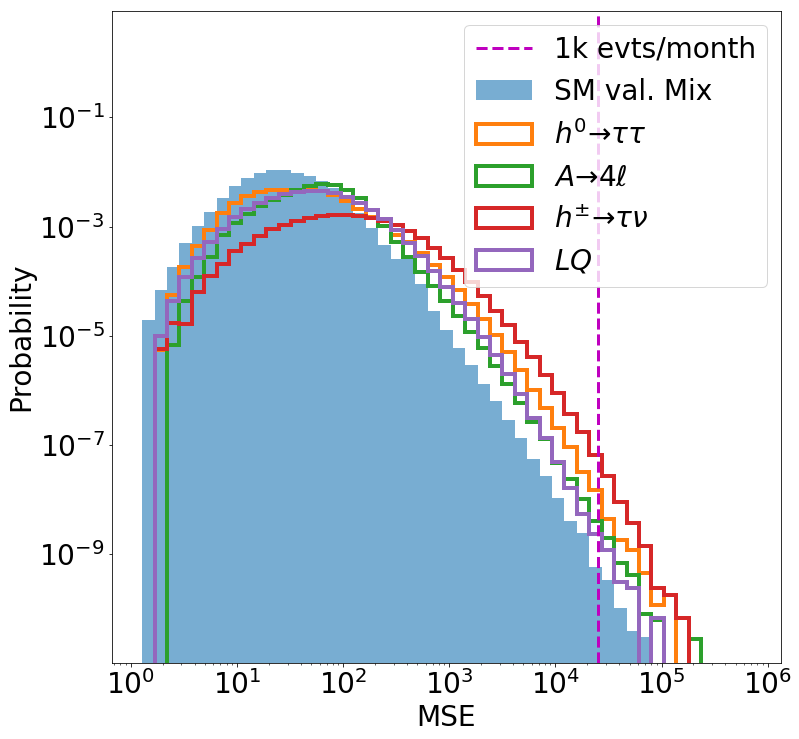 1k evts/month
SM val. Mix
h⁰→ττ
A→4ℓ
h±→τν
LQ
Probability
10⁻¹
10⁻³
10⁻⁵
10⁻⁷
10⁻⁹
10⁰ 10¹ 10² 10³ 10⁴ 10⁵ 10⁶
MSE